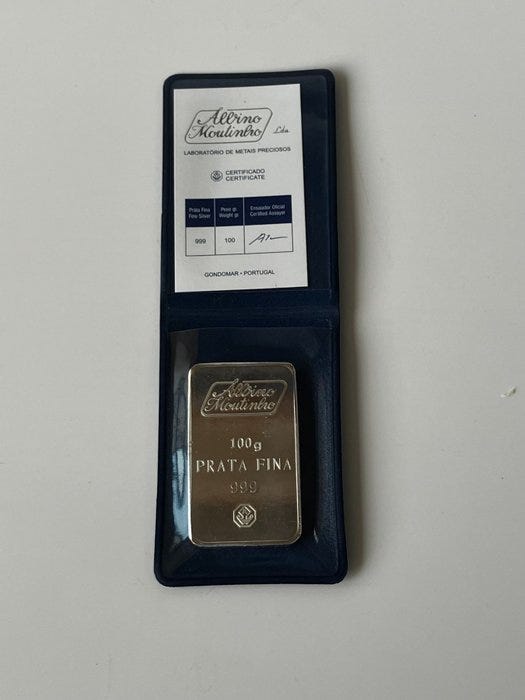 Albino
Moutinho Lda
LABORATÓRIO DE METAIS PRECIOSOS
CERTIFICADO
CERTIFICATE
Prata Fina Peso gr. Ensaiador Oficial
Fine Silver Weight gr Certified Assayer
999 100
GONDOMAR • PORTUGAL
Albino
Moutinho
100g
PRATA FINA
999